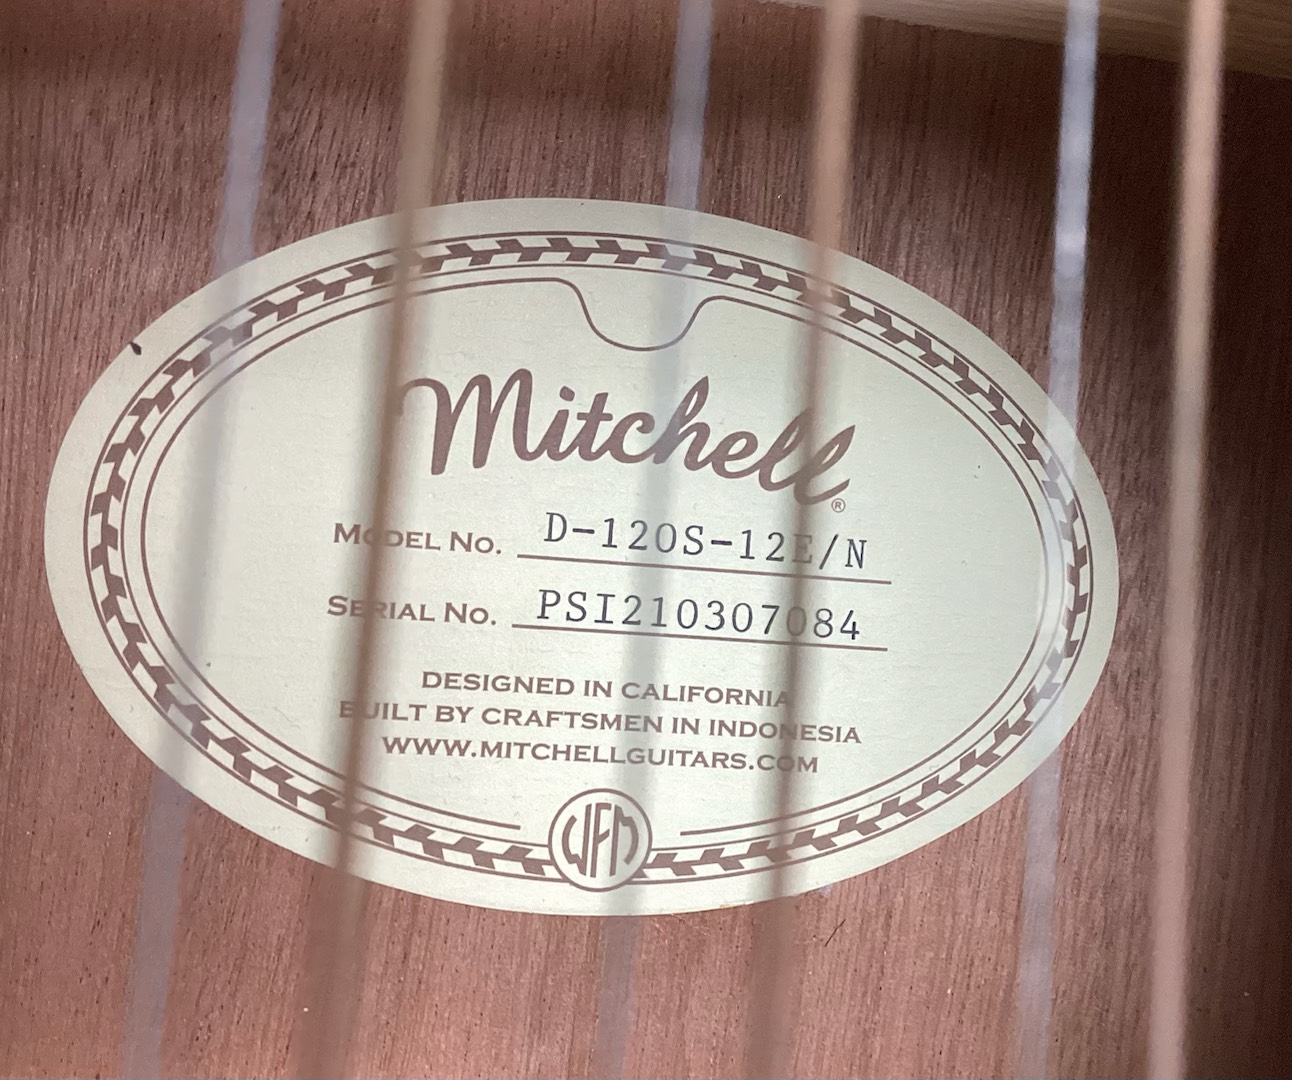 Mitchell®
MODEL NO. D-120S-12E/N
SERIAL NO. PSI210307084
DESIGNED IN CALIFORNIA
BUILT BY CRAFTSMEN IN INDONESIA
WWW.MITCHELLGUITARS.COM
WFM